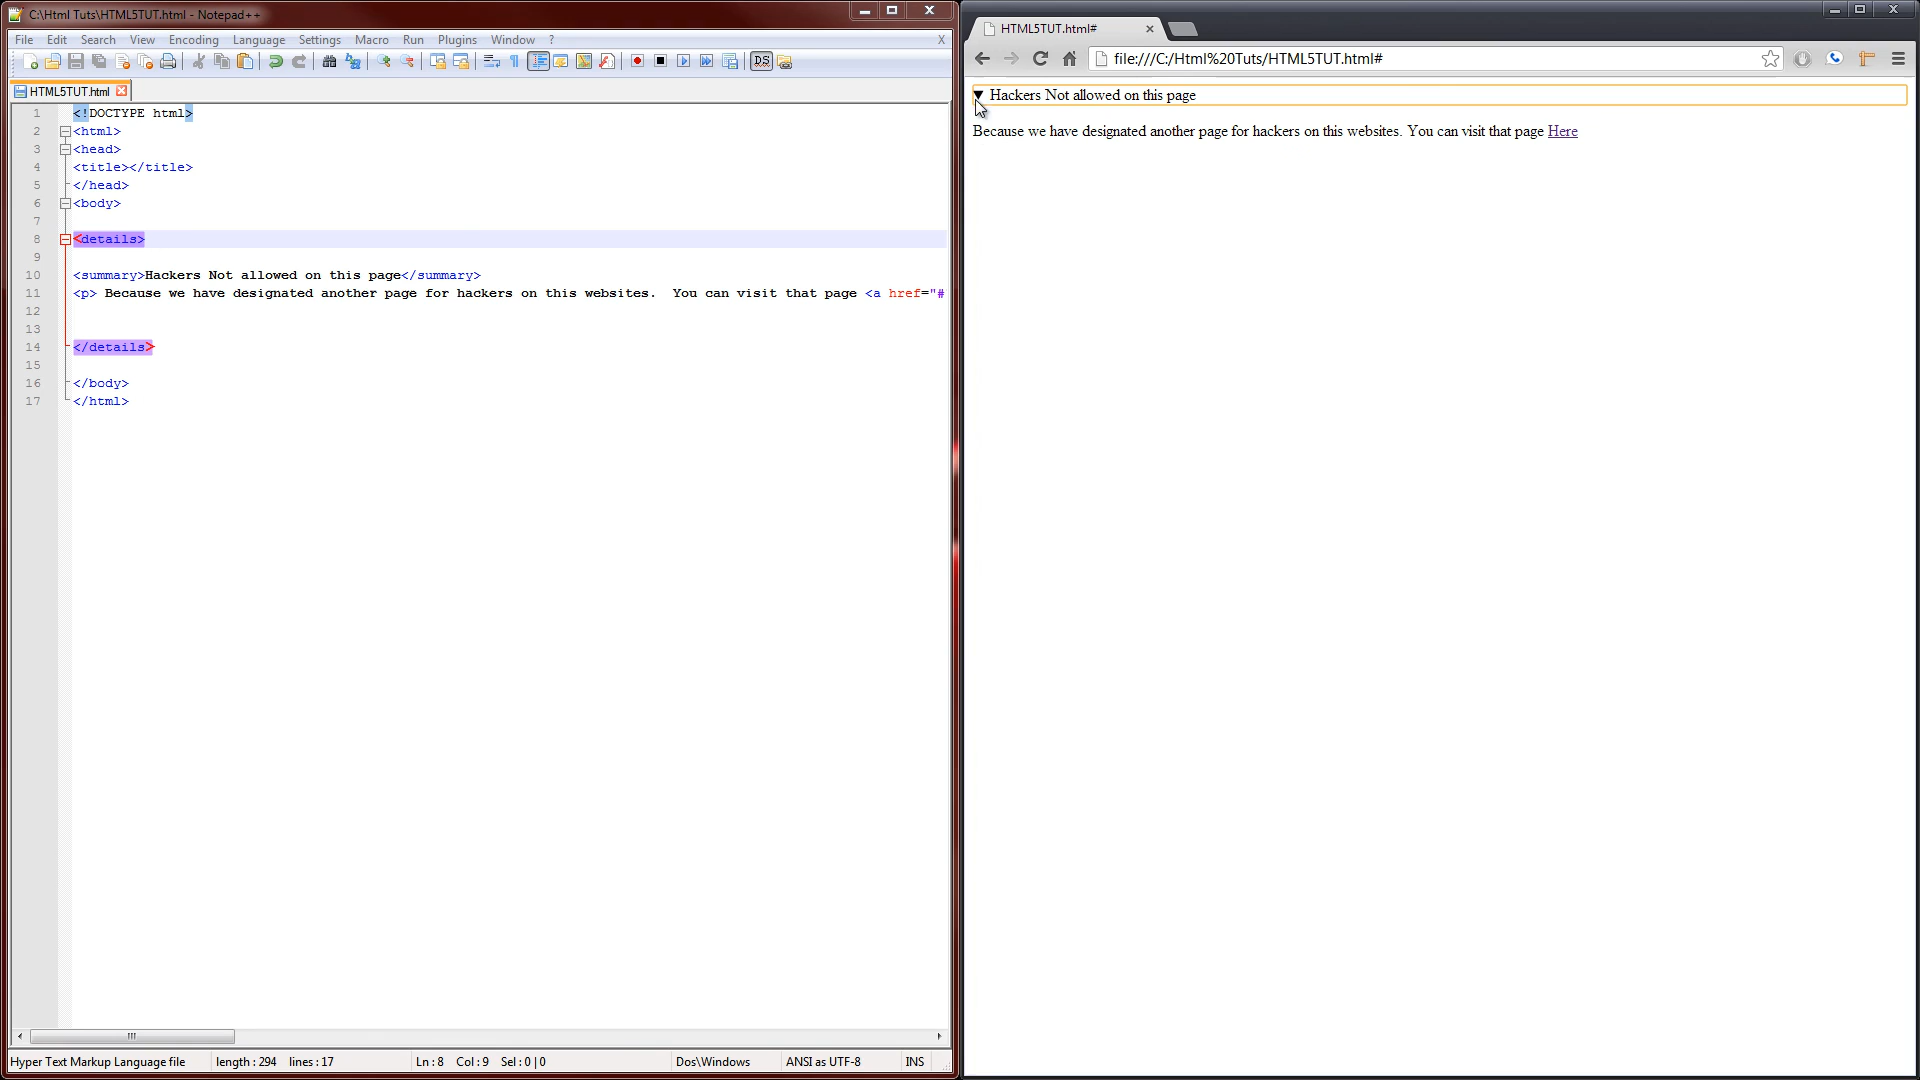 C:\Html Tuts\HTML5TUT.html - Notepad++
File Edit Search View Encoding Language Settings Macro Run Plugins Window ? X
HTML5TUT.html
1 <!DOCTYPE html>
2 <html>
3 <head>
4 <title></title>
5 </head>
6 <body>
7
8 <details>
9
10 <summary>Hackers Not allowed on this page</summary>
11 <p> Because we have designated another page for hackers on this websites.  You can visit that page <a href="#
12
13
14 </details>
15
16 </body>
17 </html>
Hyper Text Markup Language file length : 294 lines : 17 Ln : 8 Col : 9 Sel : 0 | 0 Dos\Windows ANSI as UTF-8 INS
HTML5TUT.html#
file:///C:/Html%20Tuts/HTML5TUT.html#
▼ Hackers Not allowed on this page
Because we have designated another page for hackers on this websites. You can visit that page Here